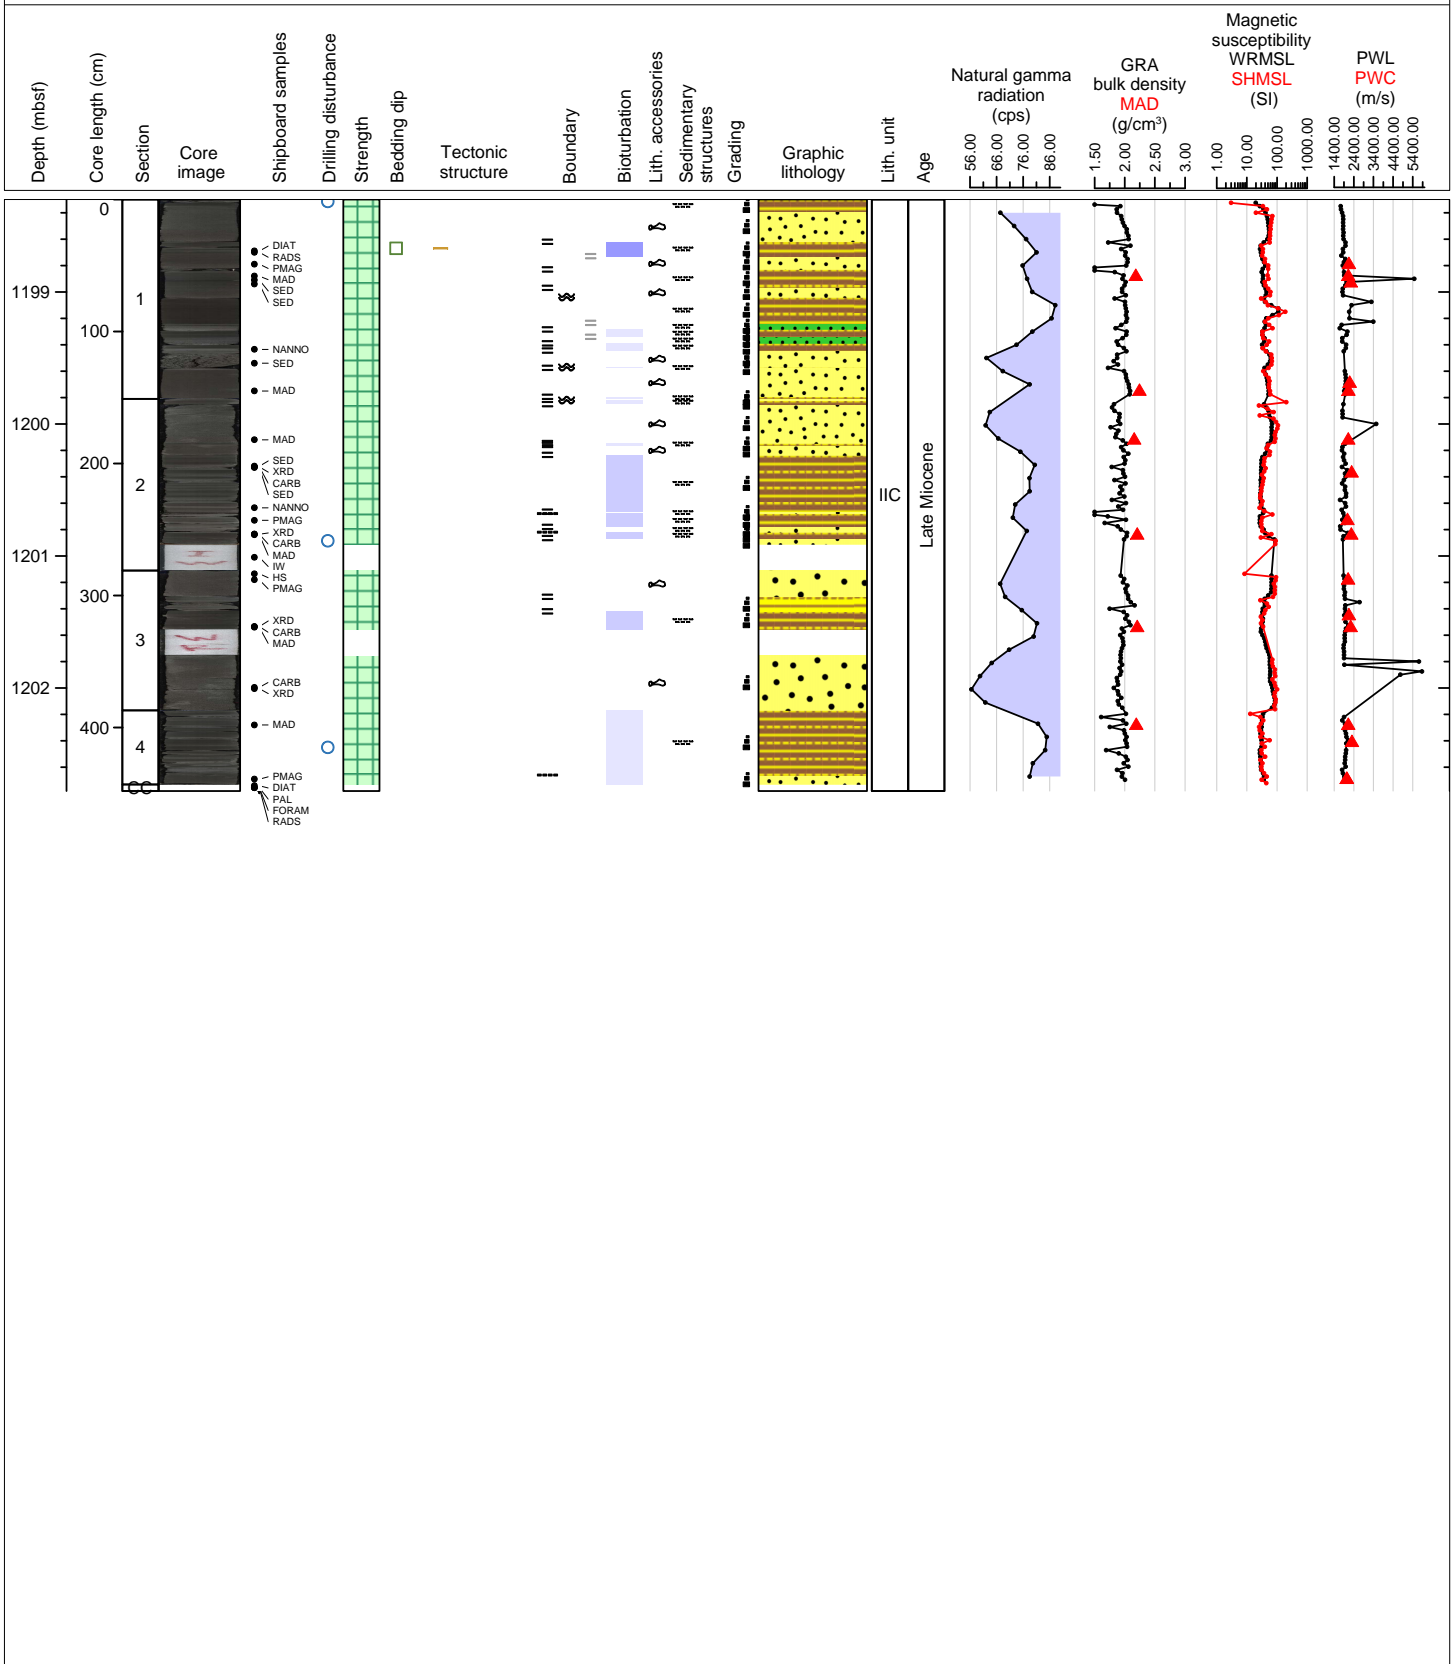 Depth (mbsf)
Core length (cm)
Section
Core
image
Shipboard samples
Drilling disturbance
Strength
Bedding dip
Tectonic
structure
Boundary
Bioturbation
Lith. accessories
Sedimentary
structures
Grading
Graphic
lithology
Lith. unit
Age
Natural gamma
radiation
(cps)
56.00
66.00
76.00
86.00
GRA
bulk density
MAD
(g/cm³)
1.50
2.00
2.50
3.00
Magnetic
susceptibility
WRMSL
SHMSL
(SI)
1.00
10.00
100.00
1000.00
PWL
PWC
(m/s)
1400.00
2400.00
3400.00
4400.00
5400.00
1199
1200
1201
1202
0
100
200
300
400
1
2
3
4
CC
DIAT
RADS
PMAG
MAD
SED
SED
NANNO
SED
MAD
MAD
SED
XRD
CARB
SED
NANNO
PMAG
XRD
CARB
MAD
IW
HS
PMAG
XRD
CARB
MAD
CARB
XRD
MAD
PMAG
DIAT
PAL
FORAM
RADS
IIC
Late Miocene